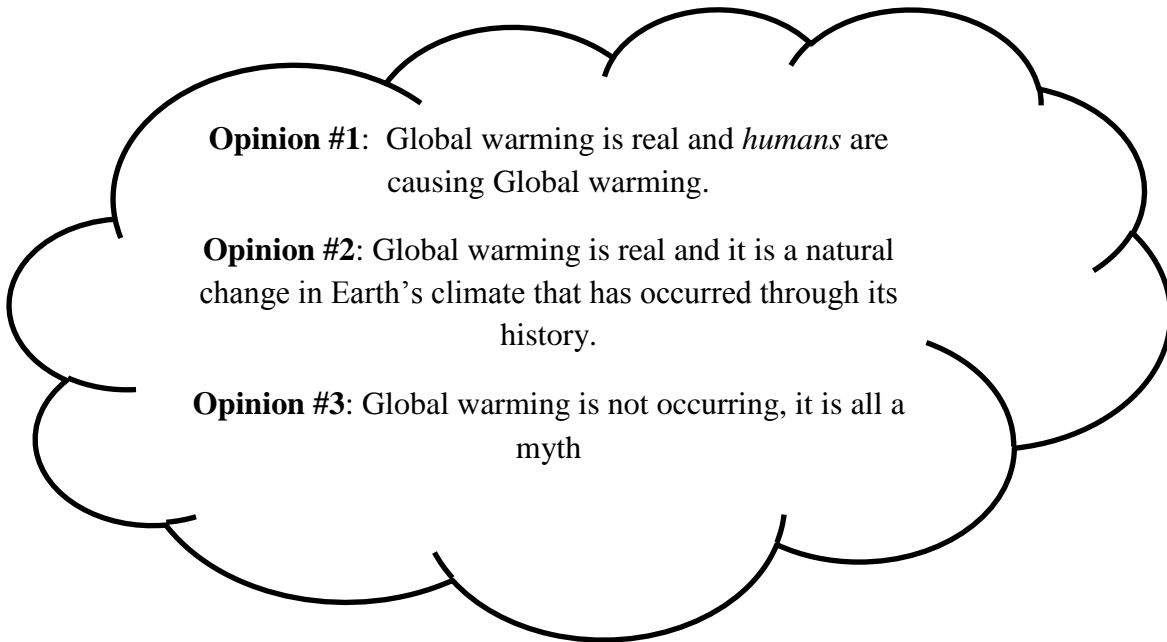 Opinion #1:  Global warming is real and humans are
causing Global warming.
Opinion #2: Global warming is real and it is a natural
change in Earth’s climate that has occurred through its
history.
Opinion #3: Global warming is not occurring, it is all a
myth